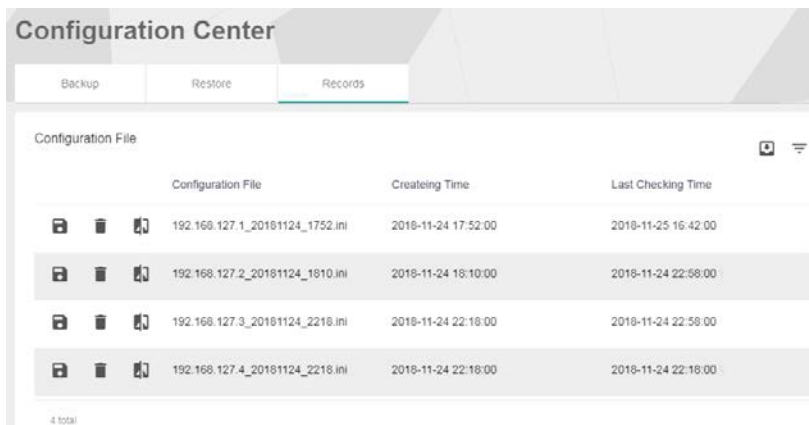 Configuration Center
Backup Restore Records
Configuration File
Configuration File Createing Time Last Checking Time
192.168.127.1_20181124_1752.ini 2018-11-24 17:52:00 2018-11-25 16:42:00
192.168.127.2_20181124_1810.ini 2018-11-24 18:10:00 2018-11-24 22:58:00
192.168.127.3_20181124_2218.ini 2018-11-24 22:18:00 2018-11-24 22:58:00
192.168.127.4_20181124_2218.ini 2018-11-24 22:18:00 2018-11-24 22:18:00
4 total